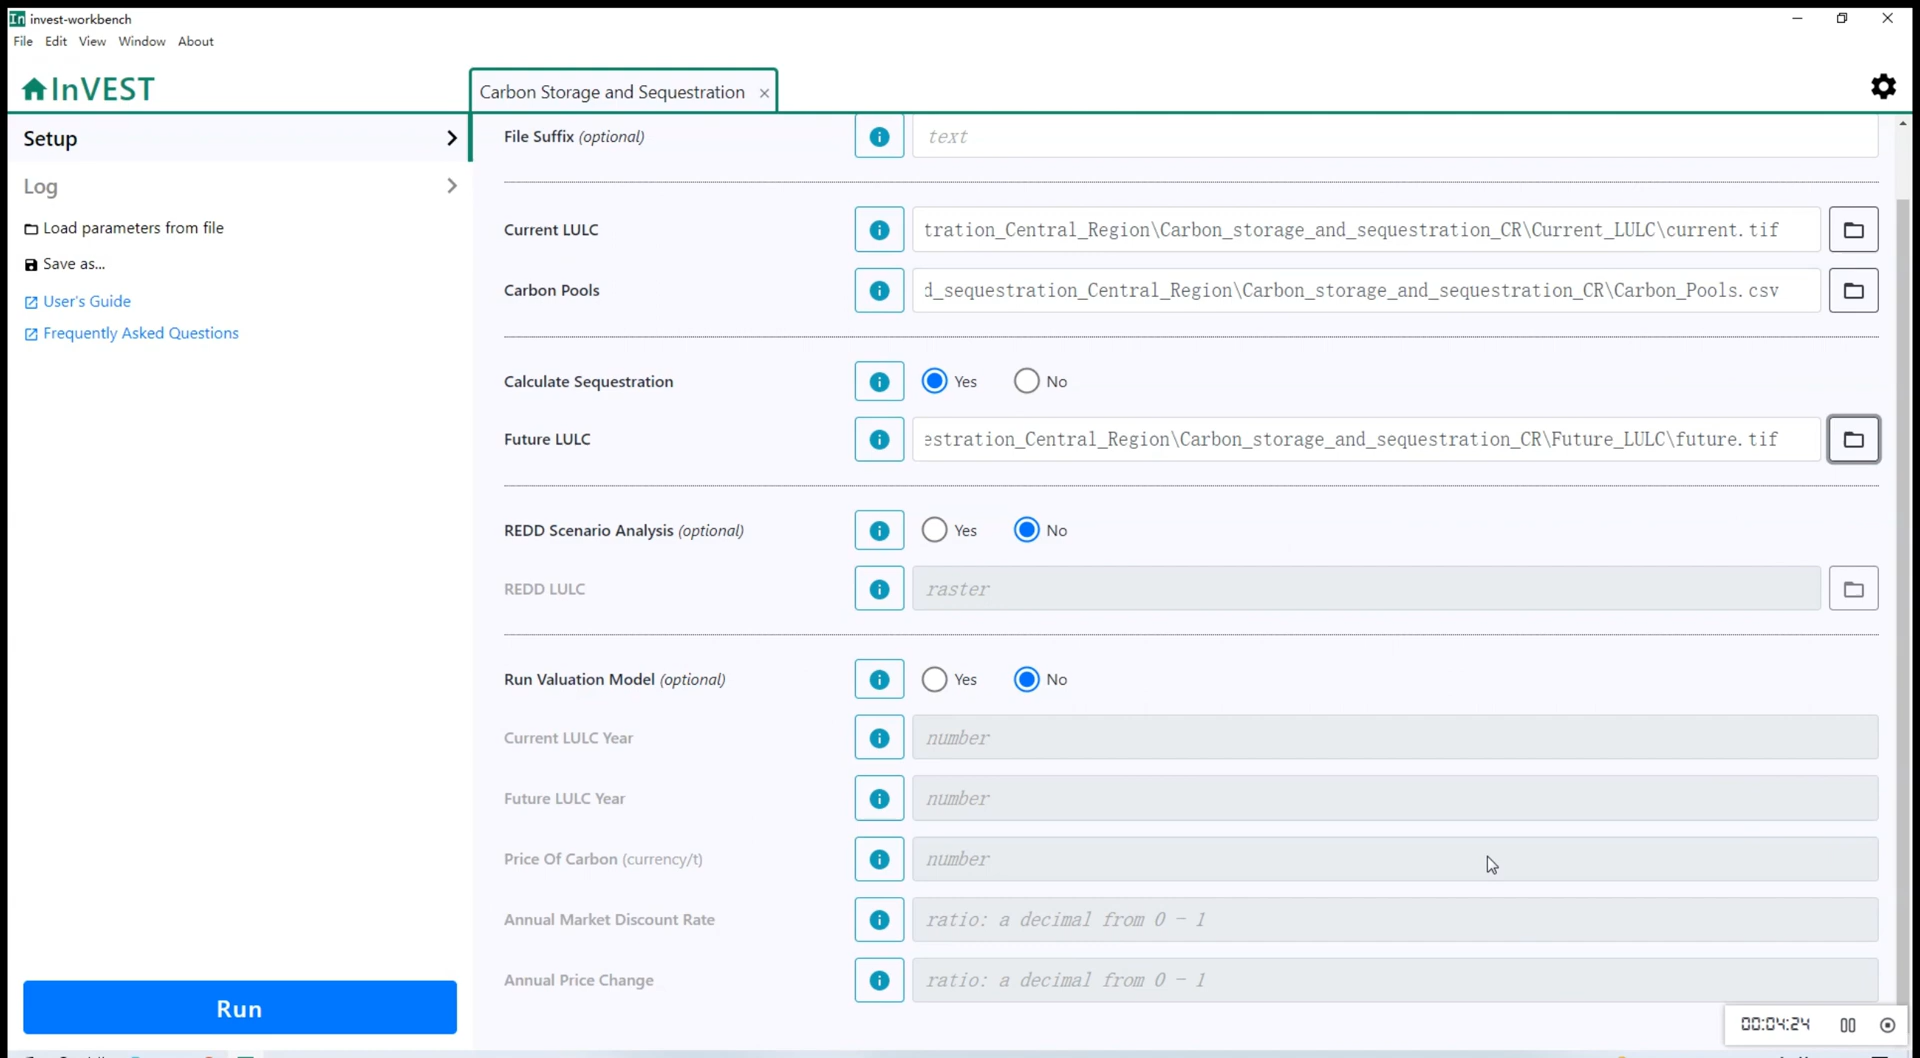 invest-workbench
File Edit View Window About
InVEST
Carbon Storage and Sequestration ×
Setup
Log
Load parameters from file
Save as...
User's Guide
Frequently Asked Questions
Run
File Suffix (optional) i text
Current LULC i tration_Central_Region\Carbon_storage_and_sequestration_CR\Current_LULC\current.tif
Carbon Pools i d_sequestration_Central_Region\Carbon_storage_and_sequestration_CR\Carbon_Pools.csv
Calculate Sequestration i Yes No
Future LULC i estration_Central_Region\Carbon_storage_and_sequestration_CR\Future_LULC\future.tif
REDD Scenario Analysis (optional) i Yes No
REDD LULC i raster
Run Valuation Model (optional) i Yes No
Current LULC Year i number
Future LULC Year i number
Price Of Carbon (currency/t) i number
Annual Market Discount Rate i ratio: a decimal from 0 - 1
Annual Price Change i ratio: a decimal from 0 - 1
00:04:24